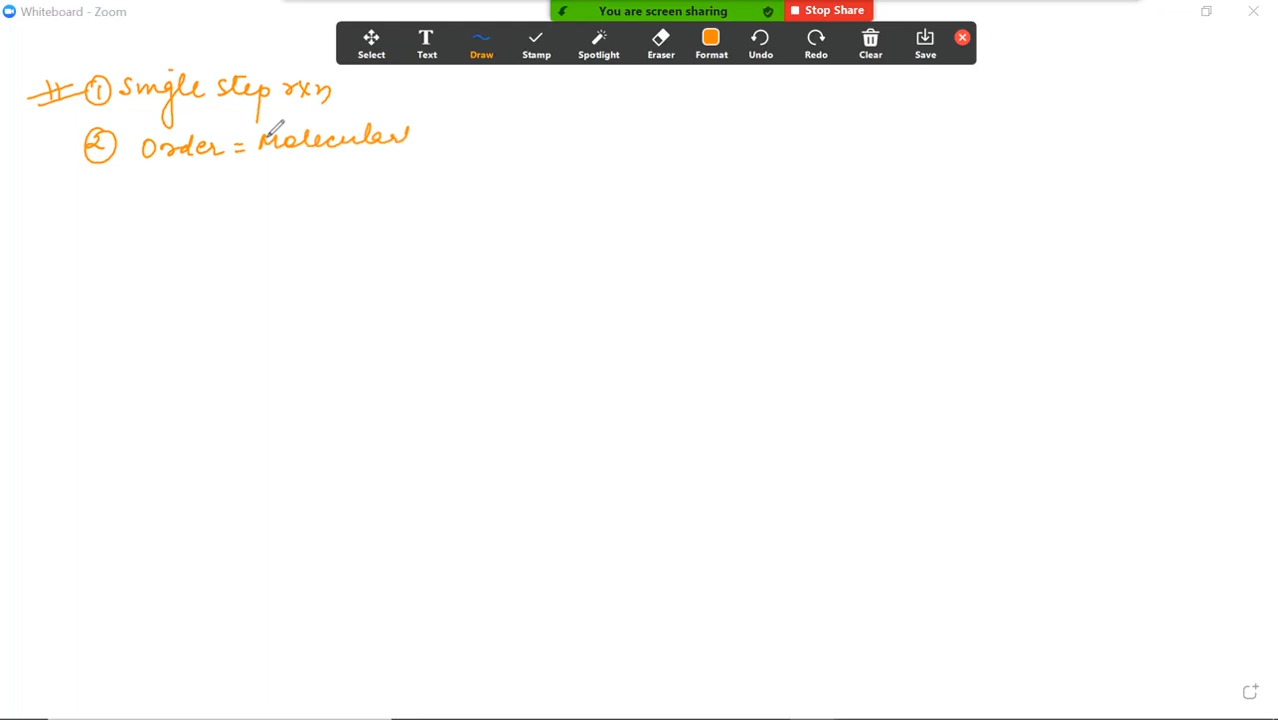 Whiteboard - Zoom
You are screen sharing
Stop Share
Select Text Draw Stamp Spotlight Eraser Format Undo Redo Clear Save
# ① Single step rxn
② Order = Molecular